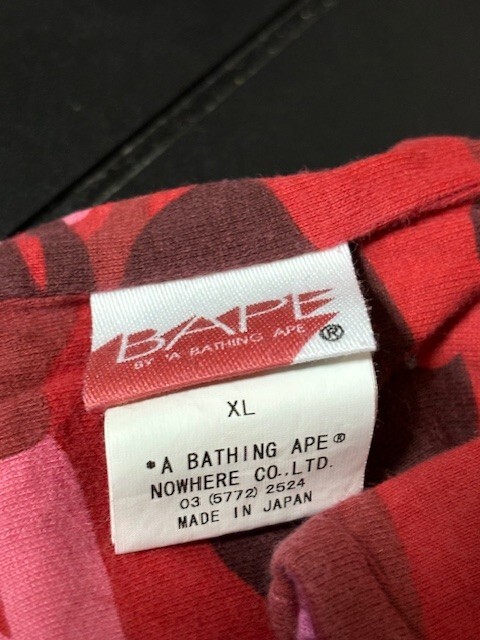 BAPE
BY *A BATHING APE ®
XL
*A BATHING APE®
NOWHERE CO.,LTD.
03 (5772) 2524
MADE IN JAPAN